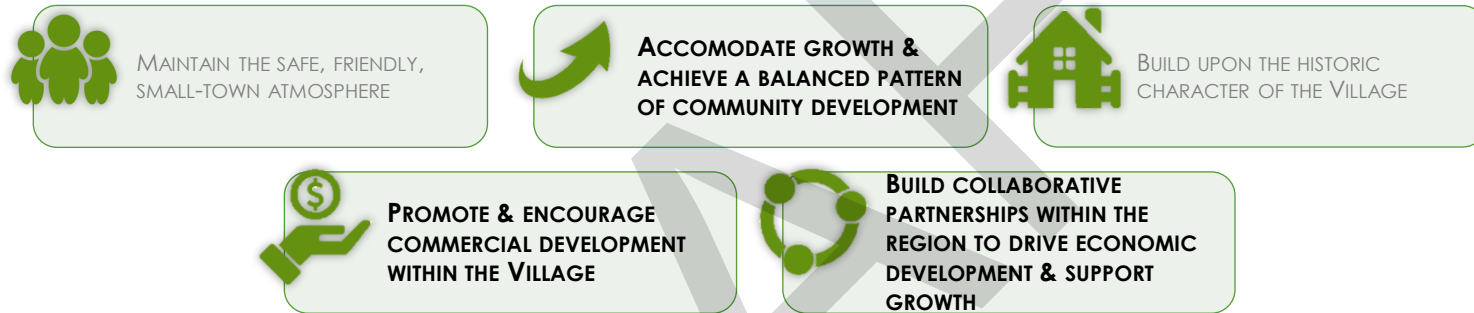 MAINTAIN THE SAFE, FRIENDLY,
SMALL-TOWN ATMOSPHERE
ACCOMODATE GROWTH &
ACHIEVE A BALANCED PATTERN
OF COMMUNITY DEVELOPMENT
BUILD UPON THE HISTORIC
CHARACTER OF THE VILLAGE
$
PROMOTE & ENCOURAGE
COMMERCIAL DEVELOPMENT
WITHIN THE VILLAGE
BUILD COLLABORATIVE
PARTNERSHIPS WITHIN THE
REGION TO DRIVE ECONOMIC
DEVELOPMENT & SUPPORT
GROWTH